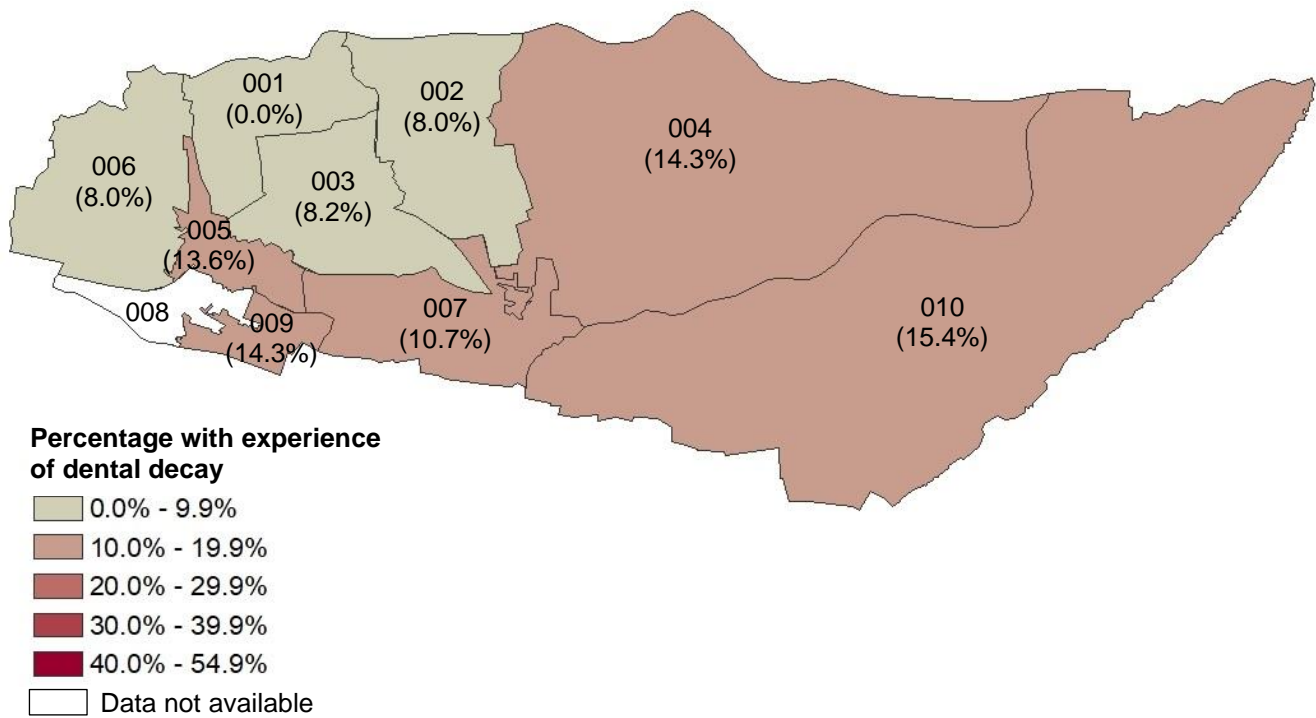 001
(0.0%)
002
(8.0%)
004
(14.3%)
006
(8.0%)
003
(8.2%)
005
(13.6%)
008
009
(14.3%)
007
(10.7%)
010
(15.4%)
Percentage with experience
of dental decay
0.0% - 9.9%
10.0% - 19.9%
20.0% - 29.9%
30.0% - 39.9%
40.0% - 54.9%
Data not available